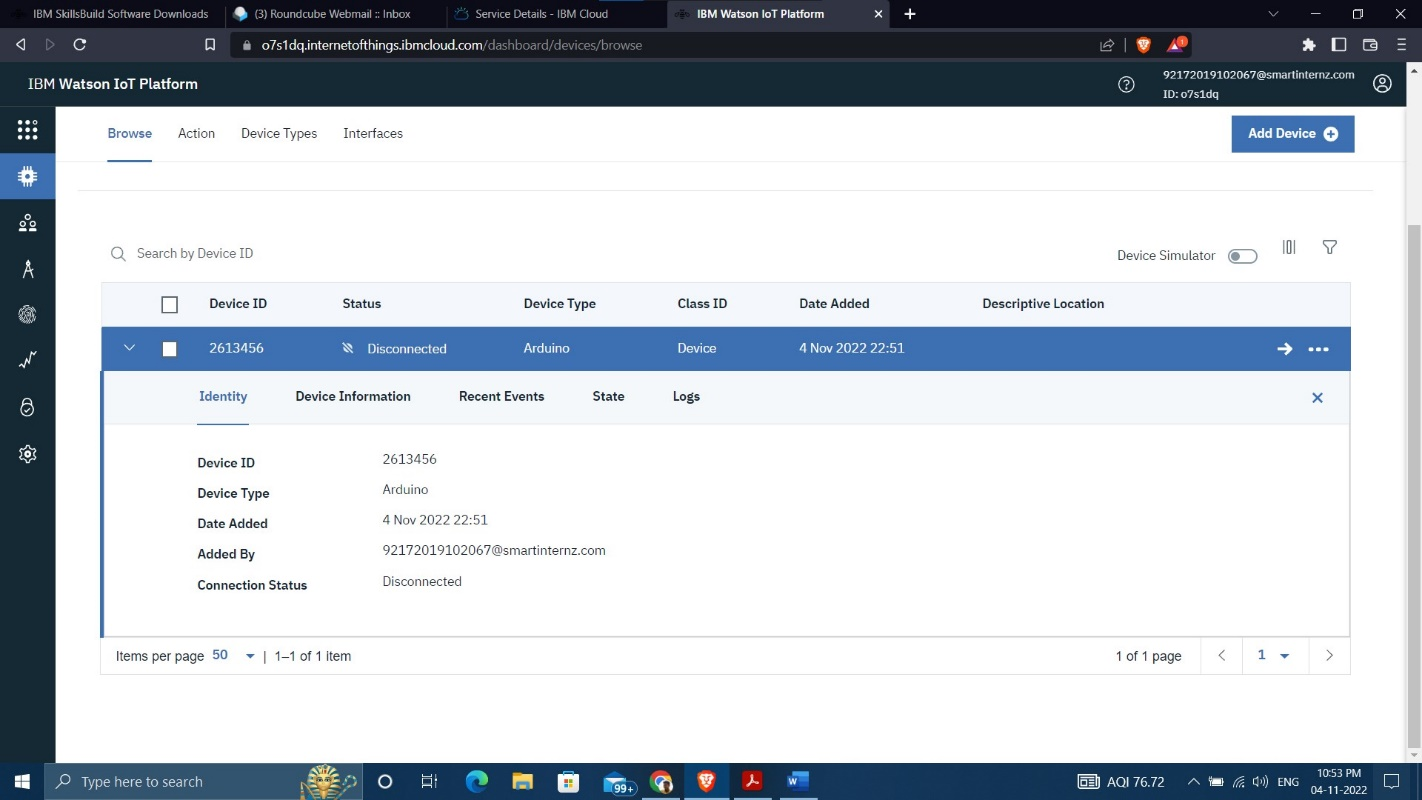 IBM SkillsBuild Software Downloads
(3) Roundcube Webmail :: Inbox
Service Details - IBM Cloud
IBM Watson IoT Platform
o7s1dq.internetofthings.ibmcloud.com/dashboard/devices/browse
1
IBM Watson IoT Platform
92172019102067@smartinternz.com
ID: o7s1dq
Browse Action Device Types Interfaces
Add Device
Search by Device ID
Device Simulator
Device ID Status Device Type Class ID Date Added Descriptive Location
2613456 Disconnected Arduino Device 4 Nov 2022 22:51
Identity Device Information Recent Events State Logs
Device ID 2613456
Device Type Arduino
Date Added 4 Nov 2022 22:51
Added By 92172019102067@smartinternz.com
Connection Status Disconnected
Items per page 50 | 1–1 of 1 item
1 of 1 page
1
Type here to search
99+
AQI 76.72
ENG
10:53 PM
04-11-2022